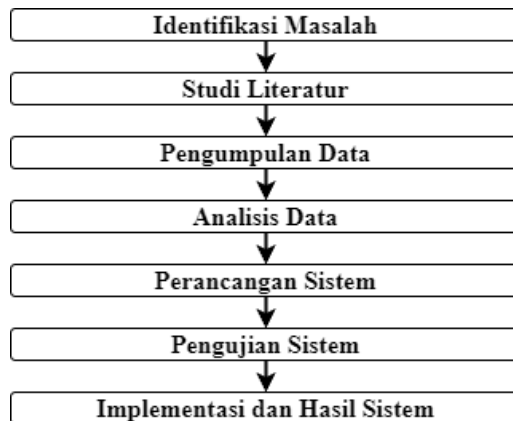 Identifikasi Masalah
Studi Literatur
Pengumpulan Data
Analisis Data
Perancangan Sistem
Pengujian Sistem
Implementasi dan Hasil Sistem